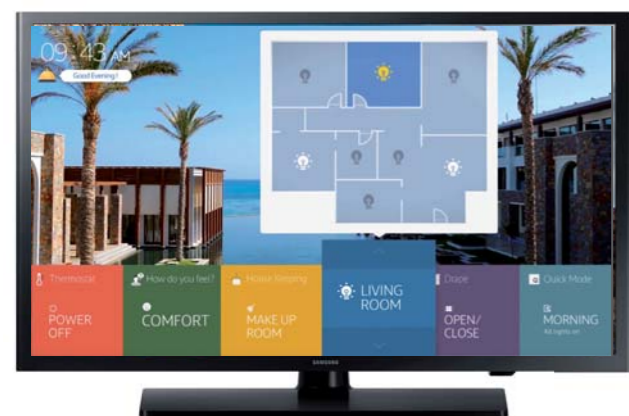 09:43 AM
Good Evening!
Thermostat
How do you feel?
House Keeping
Drape
Quick Mode
POWER
OFF
COMFORT
MAKE UP
ROOM
LIVING
ROOM
OPEN/
CLOSE
MORNING
All lights on
SAMSUNG